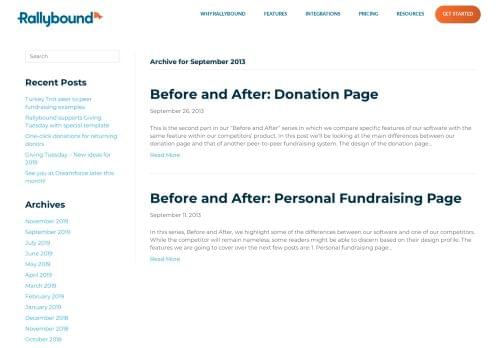 Rallybound
WHY RALLYBOUND FEATURES INTEGRATIONS PRICING RESOURCES GET STARTED
Search
Recent Posts
Turkey Trot peer to peer
fundraising examples
Rallybound supports Giving
Tuesday with special template
One-click donations for returning
donors
Giving Tuesday – New ideas for
2019
See you at Dreamforce later this
month!
Archives
November 2019
September 2019
July 2019
June 2019
May 2019
April 2019
March 2019
February 2019
January 2019
December 2018
November 2018
October 2018
Archive for September 2013
Before and After: Donation Page
September 26, 2013
This is the second part in our "Before and After" series in which we compare specific features of our software with the
same feature within our competitors' product. In this post we'll be looking at the main differences between our
donation page and that of another peer-to-peer fundraising system. The design of the donation page...
Read More
Before and After: Personal Fundraising Page
September 11, 2013
In this series, Before and After, we highlight some of the differences between our software and one of our competitors.
While the competitor will remain nameless, some readers might be able to discern based on their design profile. The
features we are going to cover over the next few posts are: 1. Personal fundraising page...
Read More